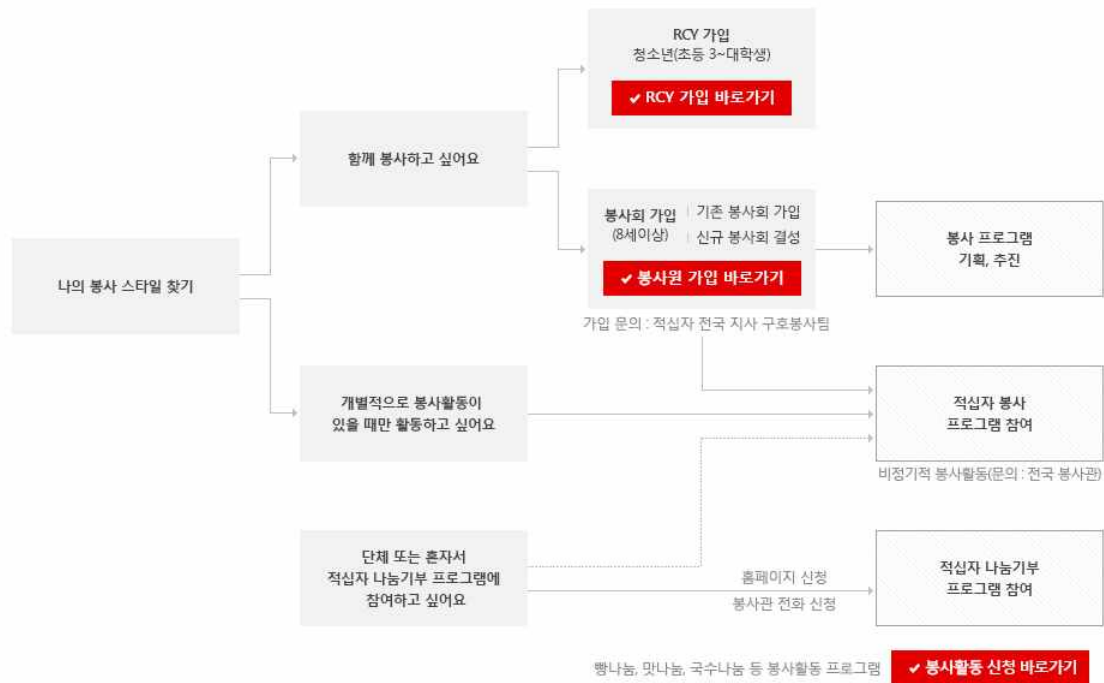 RCY 가입
청소년(초등 3~대학생)
✔ RCY 가입 바로가기
함께 봉사하고 싶어요
봉사회 가입
(8세이상)
기존 봉사회 가입
신규 봉사회 결성
✔ 봉사원 가입 바로가기
가입 문의 : 적십자 전국 지사 구호봉사팀
봉사 프로그램
기획, 추진
나의 봉사 스타일 찾기
개별적으로 봉사활동이
있을 때만 활동하고 싶어요
적십자 봉사
프로그램 참여
비정기적 봉사활동(문의 : 전국 봉사관)
단체 또는 혼자서
적십자 나눔기부 프로그램에
참여하고 싶어요
홈페이지 신청
봉사관 전화 신청
적십자 나눔기부
프로그램 참여
빵나눔, 맛나눔, 국수나눔 등 봉사활동 프로그램
✔ 봉사활동 신청 바로가기